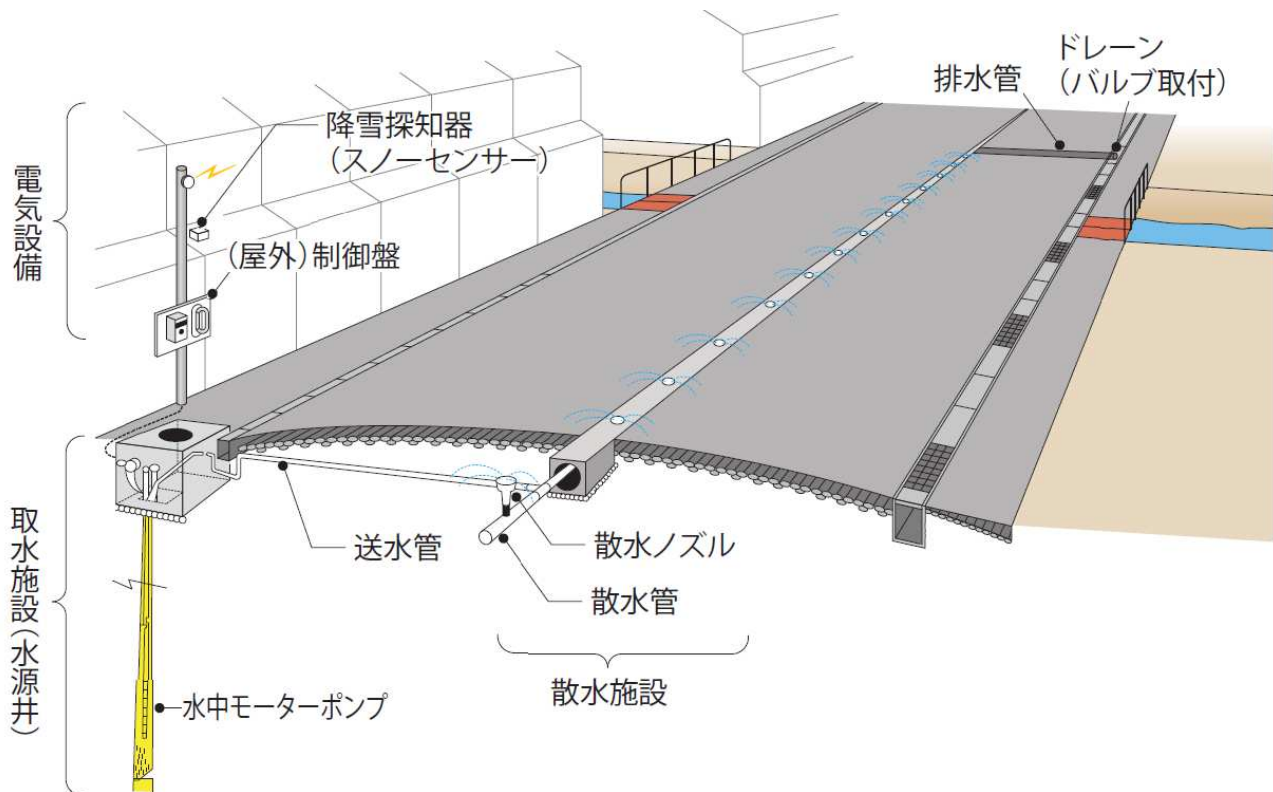 ドレーン
（バルブ取付）
排水管
降雪探知器
（スノーセンサー）
電気設備
（屋外）制御盤
取水施設（水源井）
送水管
散水ノズル
散水管
散水施設
水中モーターポンプ